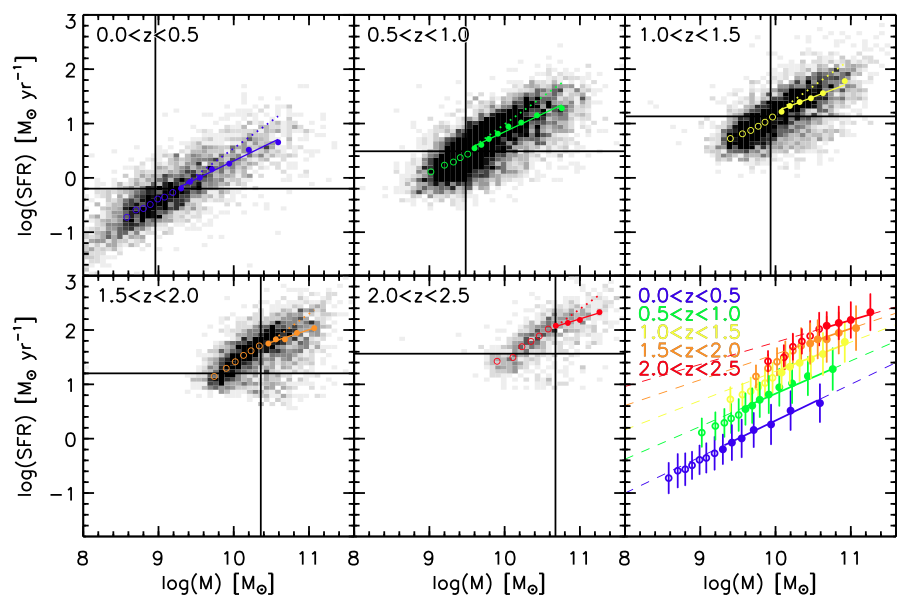 0.0<z<0.5
0.5<z<1.0
1.0<z<1.5
3
2
1
0
−1
log(SFR) [M⊙ yr⁻¹]
1.5<z<2.0
2.0<z<2.5
0.0<z<0.5
0.5<z<1.0
1.0<z<1.5
1.5<z<2.0
2.0<z<2.5
3
2
1
0
−1
log(SFR) [M⊙ yr⁻¹]
8 9 10 11 9 10 11 8 9 10 11
log(M) [M⊙] log(M) [M⊙] log(M) [M⊙]